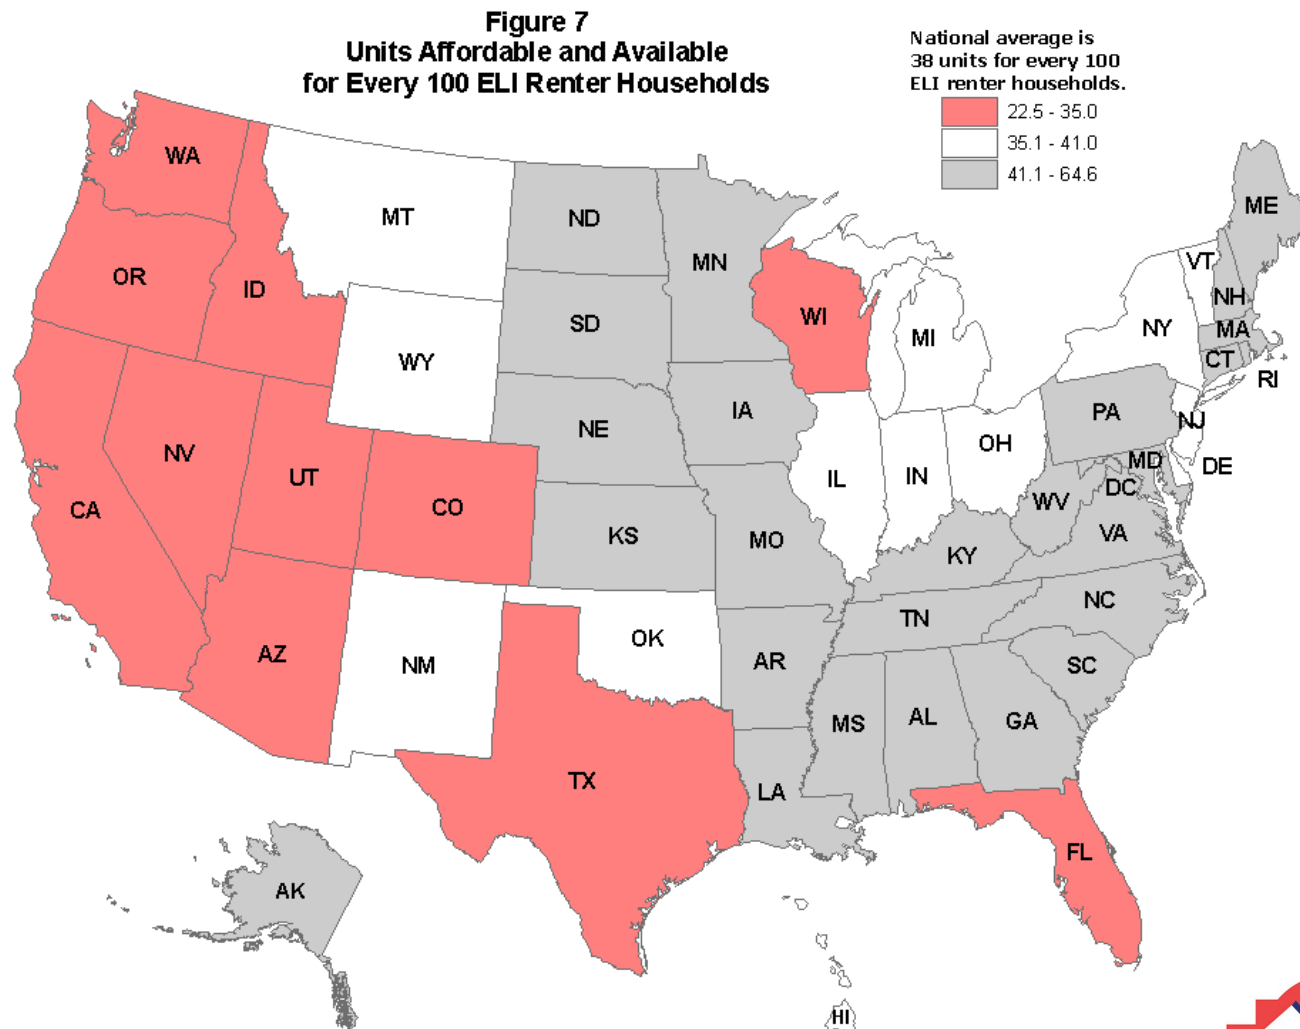 Figure 7
Units Affordable and Available
for Every 100 ELI Renter Households
National average is
38 units for every 100
ELI renter households.
22.5 - 35.0
35.1 - 41.0
41.1 - 64.6
WA
MT
ND
MN
ME
VT
NH
OR
ID
SD
WI
MI
NY
MA
CT
RI
WY
IA
NE
PA
NJ
OH
NV
UT
CO
IL
IN
MD
DE
DC
WV
CA
KS
MO
VA
KY
NC
TN
AZ
NM
OK
AR
SC
MS
AL
GA
TX
LA
FL
AK
HI